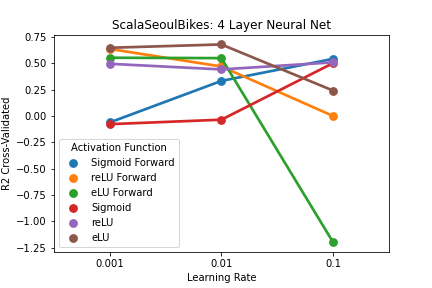 ScalaSeoulBikes: 4 Layer Neural Net
R2 Cross-Validated
0.75
0.50
0.25
0.00
−0.25
−0.50
−0.75
−1.00
−1.25
Activation Function
Sigmoid Forward
reLU Forward
eLU Forward
Sigmoid
reLU
eLU
0.001
0.01
0.1
Learning Rate